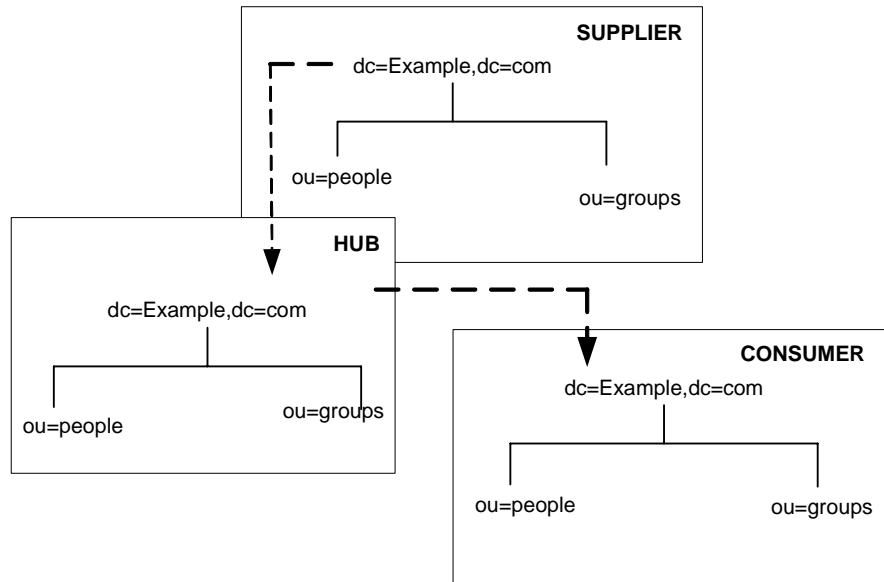 SUPPLIER
dc=Example,dc=com
ou=people
ou=groups
HUB
dc=Example,dc=com
ou=people
ou=groups
CONSUMER
dc=Example,dc=com
ou=people
ou=groups